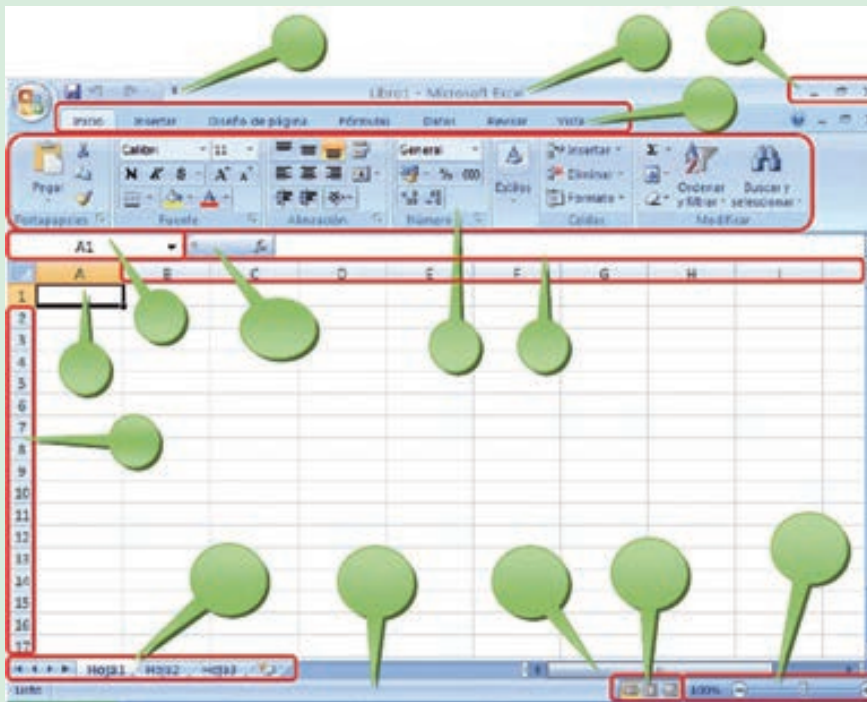 Libro1 - Microsoft Excel
Inicio Insertar Diseño de página Fórmulas Datos Revisar Vista
Calibri 11 General Insertar Σ
Pegar N K S A A % 000 Estilos Eliminar Ordenar y filtrar Buscar y seleccionar
A Formato
Portapapeles Fuente Alineación Número Celdas Modificar
A1 fx
A B C D E F G H I
1
2
3
4
5
6
7
8
9
10
11
12
13
14
15
16
17
Hoja1 Hoja2 Hoja3
Listo 100%